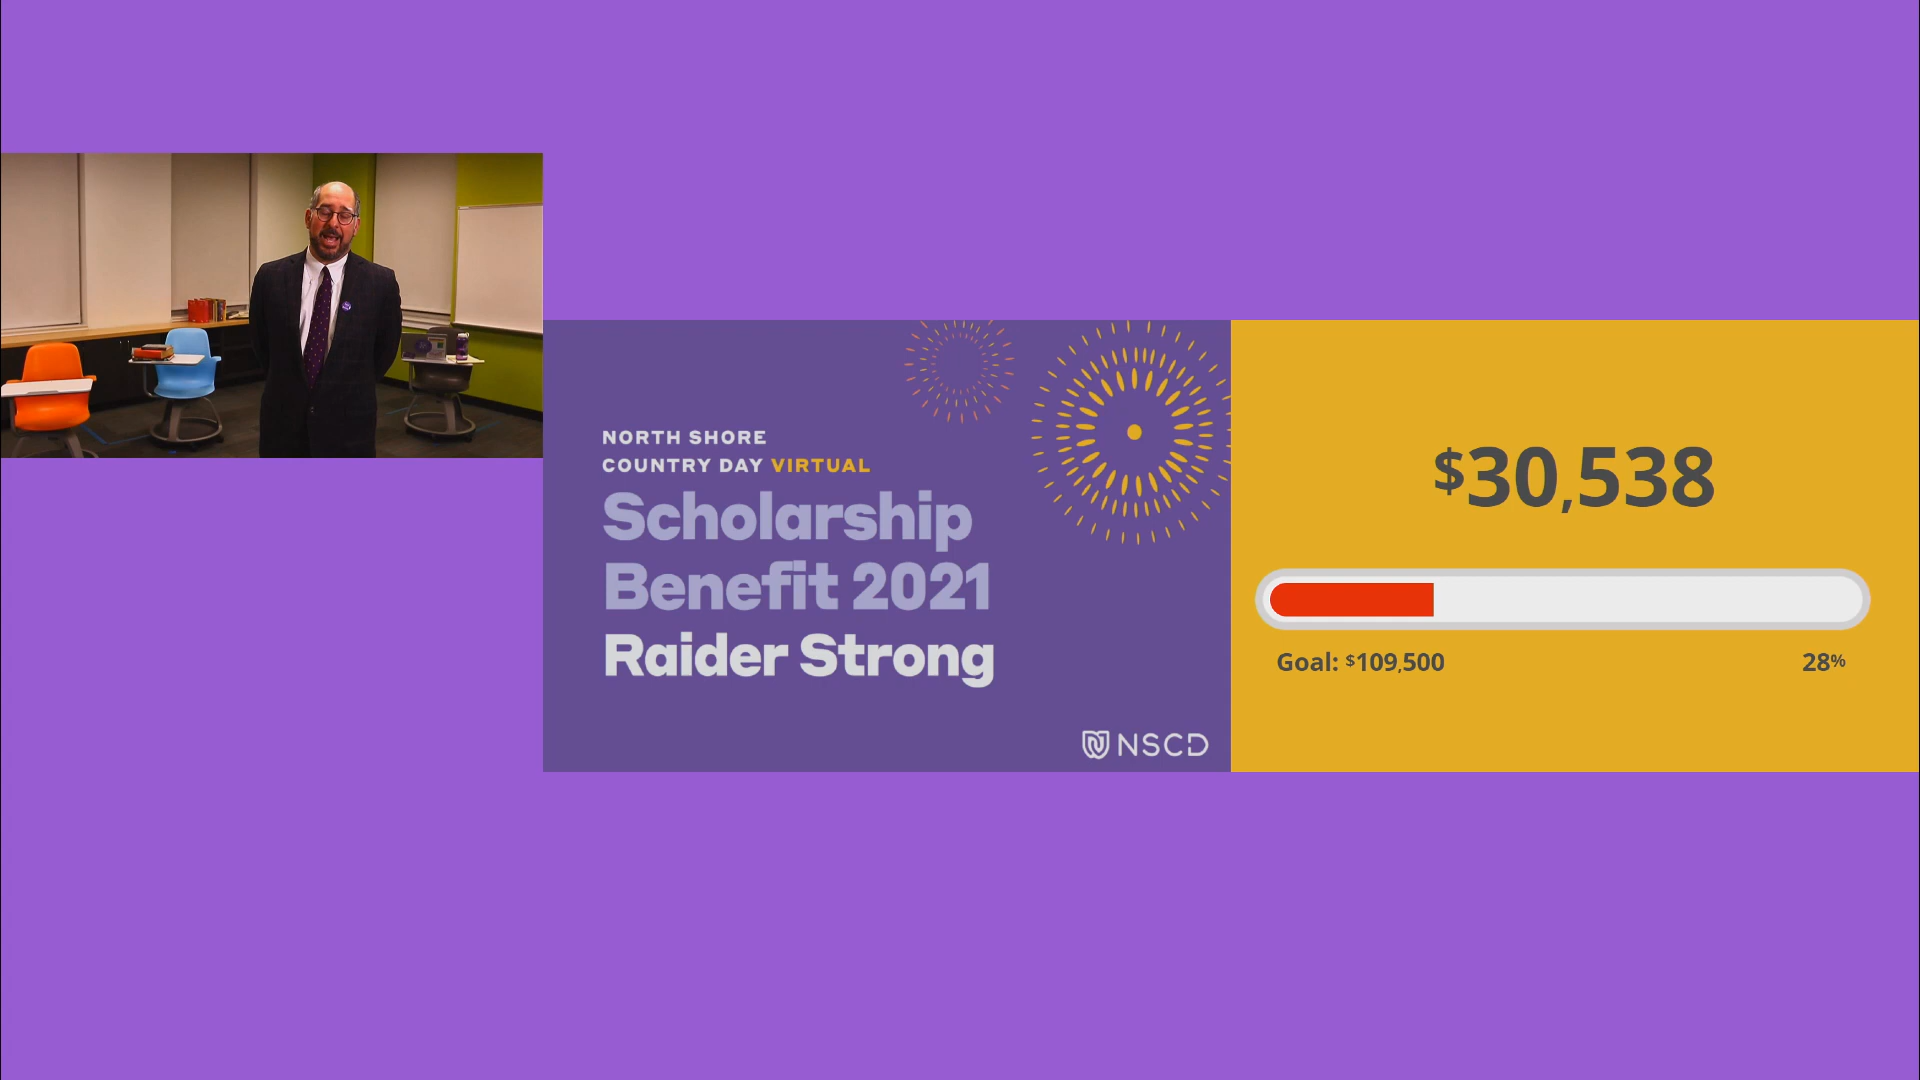 NORTH SHORE
COUNTRY DAY VIRTUAL
Scholarship
Benefit 2021
Raider Strong
NSCD
$30,538
Goal: $109,500
28%